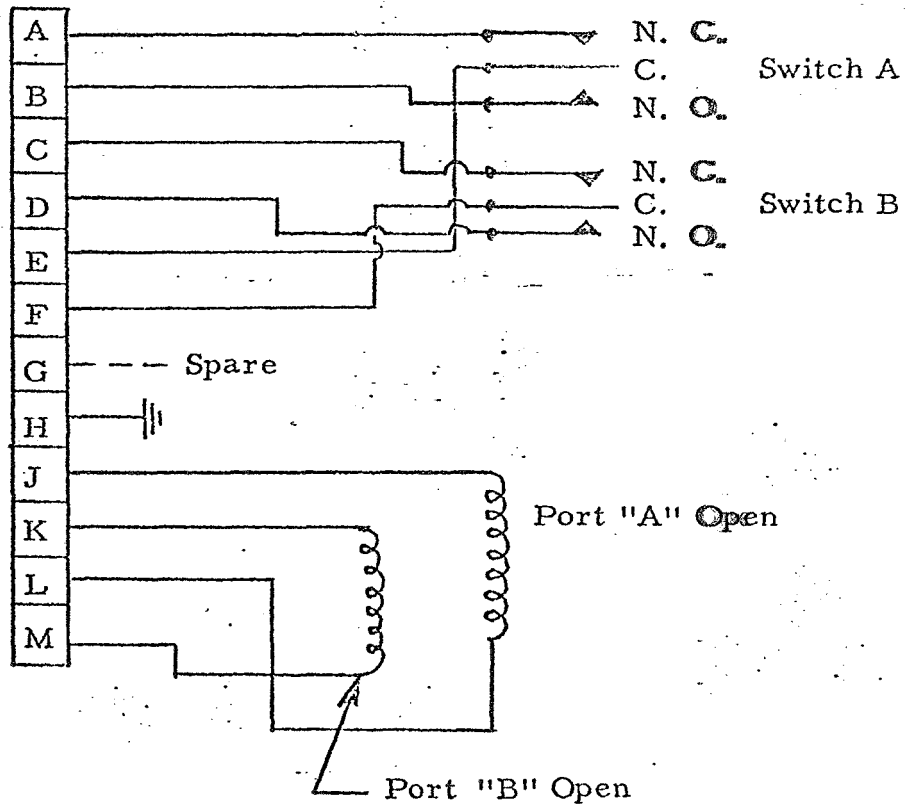 A
N. C.
C. Switch A
B
N. O.
C
N. C.
D
C. Switch B
N. O.
E
F
G Spare
H
J
Port "A" Open
K
L
M
Port "B" Open